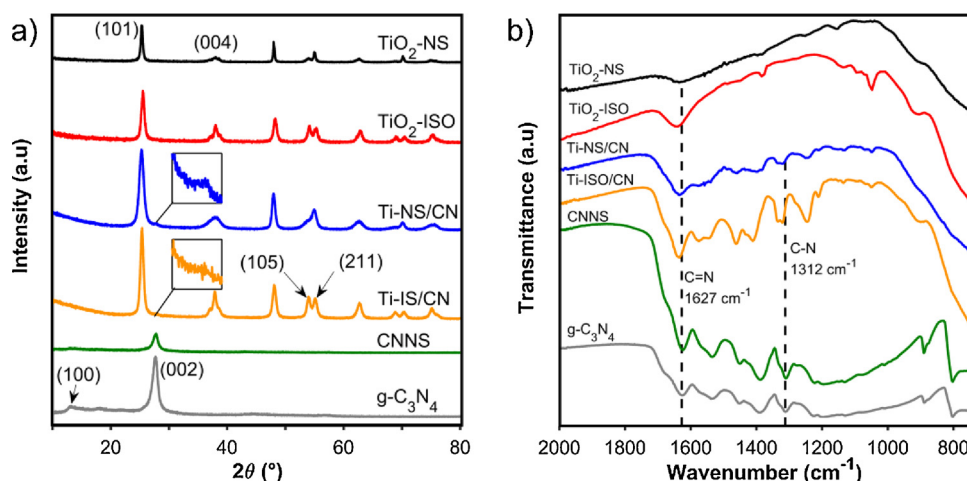 a)
(101)
(004)
TiO₂-NS
TiO₂-ISO
Ti-NS/CN
(105)
(211)
Ti-IS/CN
CNNS
(100)
(002)
g-C₃N₄
Intensity (a.u)
20 40 60 80
2θ (°)
b)
TiO₂-NS
TiO₂-ISO
Ti-NS/CN
Ti-ISO/CN
CNNS
C-N
1312 cm⁻¹
C=N
1627 cm⁻¹
g-C₃N₄
Transmittance (a.u)
2000 1800 1600 1400 1200 1000 800
Wavenumber (cm⁻¹)